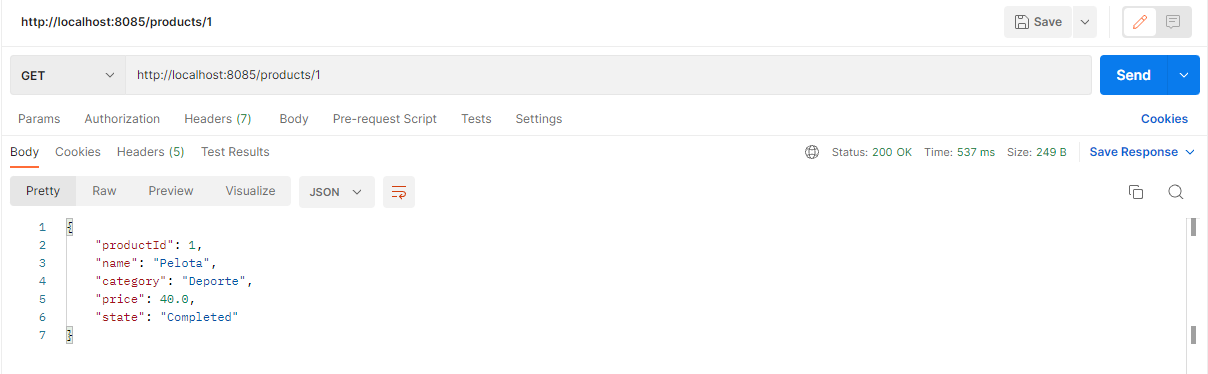 http://localhost:8085/products/1
Save
GET http://localhost:8085/products/1 Send
Params Authorization Headers (7) Body Pre-request Script Tests Settings Cookies
Body Cookies Headers (5) Test Results Status: 200 OK Time: 537 ms Size: 249 B Save Response
Pretty Raw Preview Visualize JSON
1 {
2 "productId": 1,
3 "name": "Pelota",
4 "category": "Deporte",
5 "price": 40.0,
6 "state": "Completed"
7 }